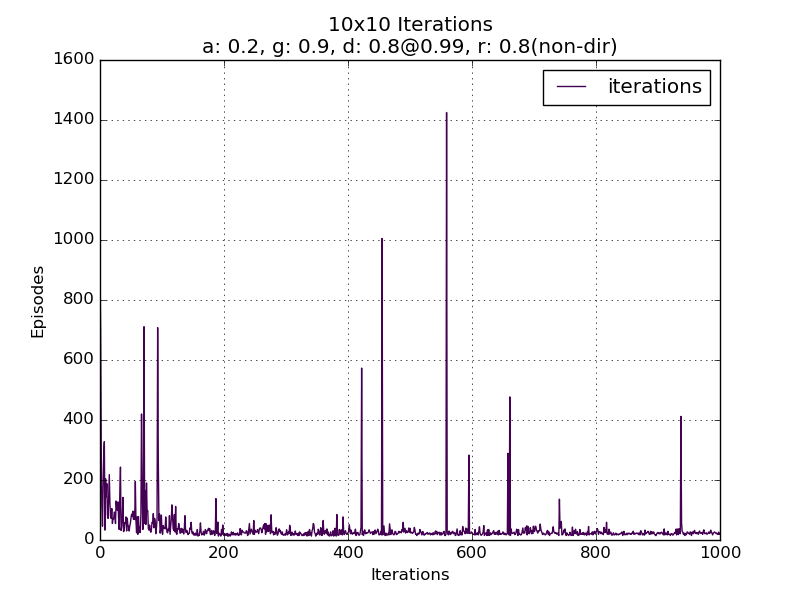 10x10 Iterations
a: 0.2, g: 0.9, d: 0.8@0.99, r: 0.8(non-dir)
1600
1400
1200
1000
800
600
400
200
0
Episodes
iterations
0 200 400 600 800 1000
Iterations